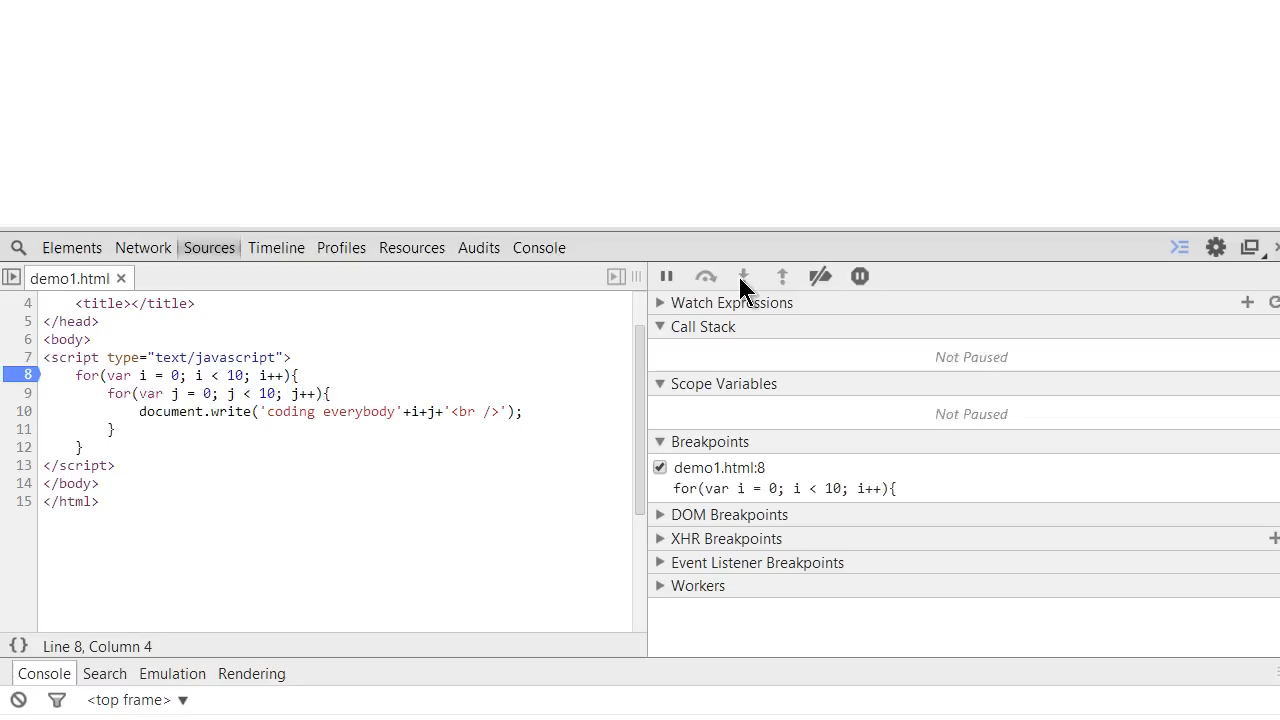 Elements Network Sources Timeline Profiles Resources Audits Console
demo1.html
4 <title></title>
5 </head>
6 <body>
7 <script type="text/javascript">
8 for(var i = 0; i < 10; i++){
9 for(var j = 0; j < 10; j++){
10 document.write('coding everybody'+i+j+'<br />');
11 }
12 }
13 </script>
14 </body>
15 </html>
{} Line 8, Column 4
Watch Expressions
Call Stack
Not Paused
Scope Variables
Not Paused
Breakpoints
demo1.html:8
for(var i = 0; i < 10; i++){
DOM Breakpoints
XHR Breakpoints
Event Listener Breakpoints
Workers
Console Search Emulation Rendering
<top frame>